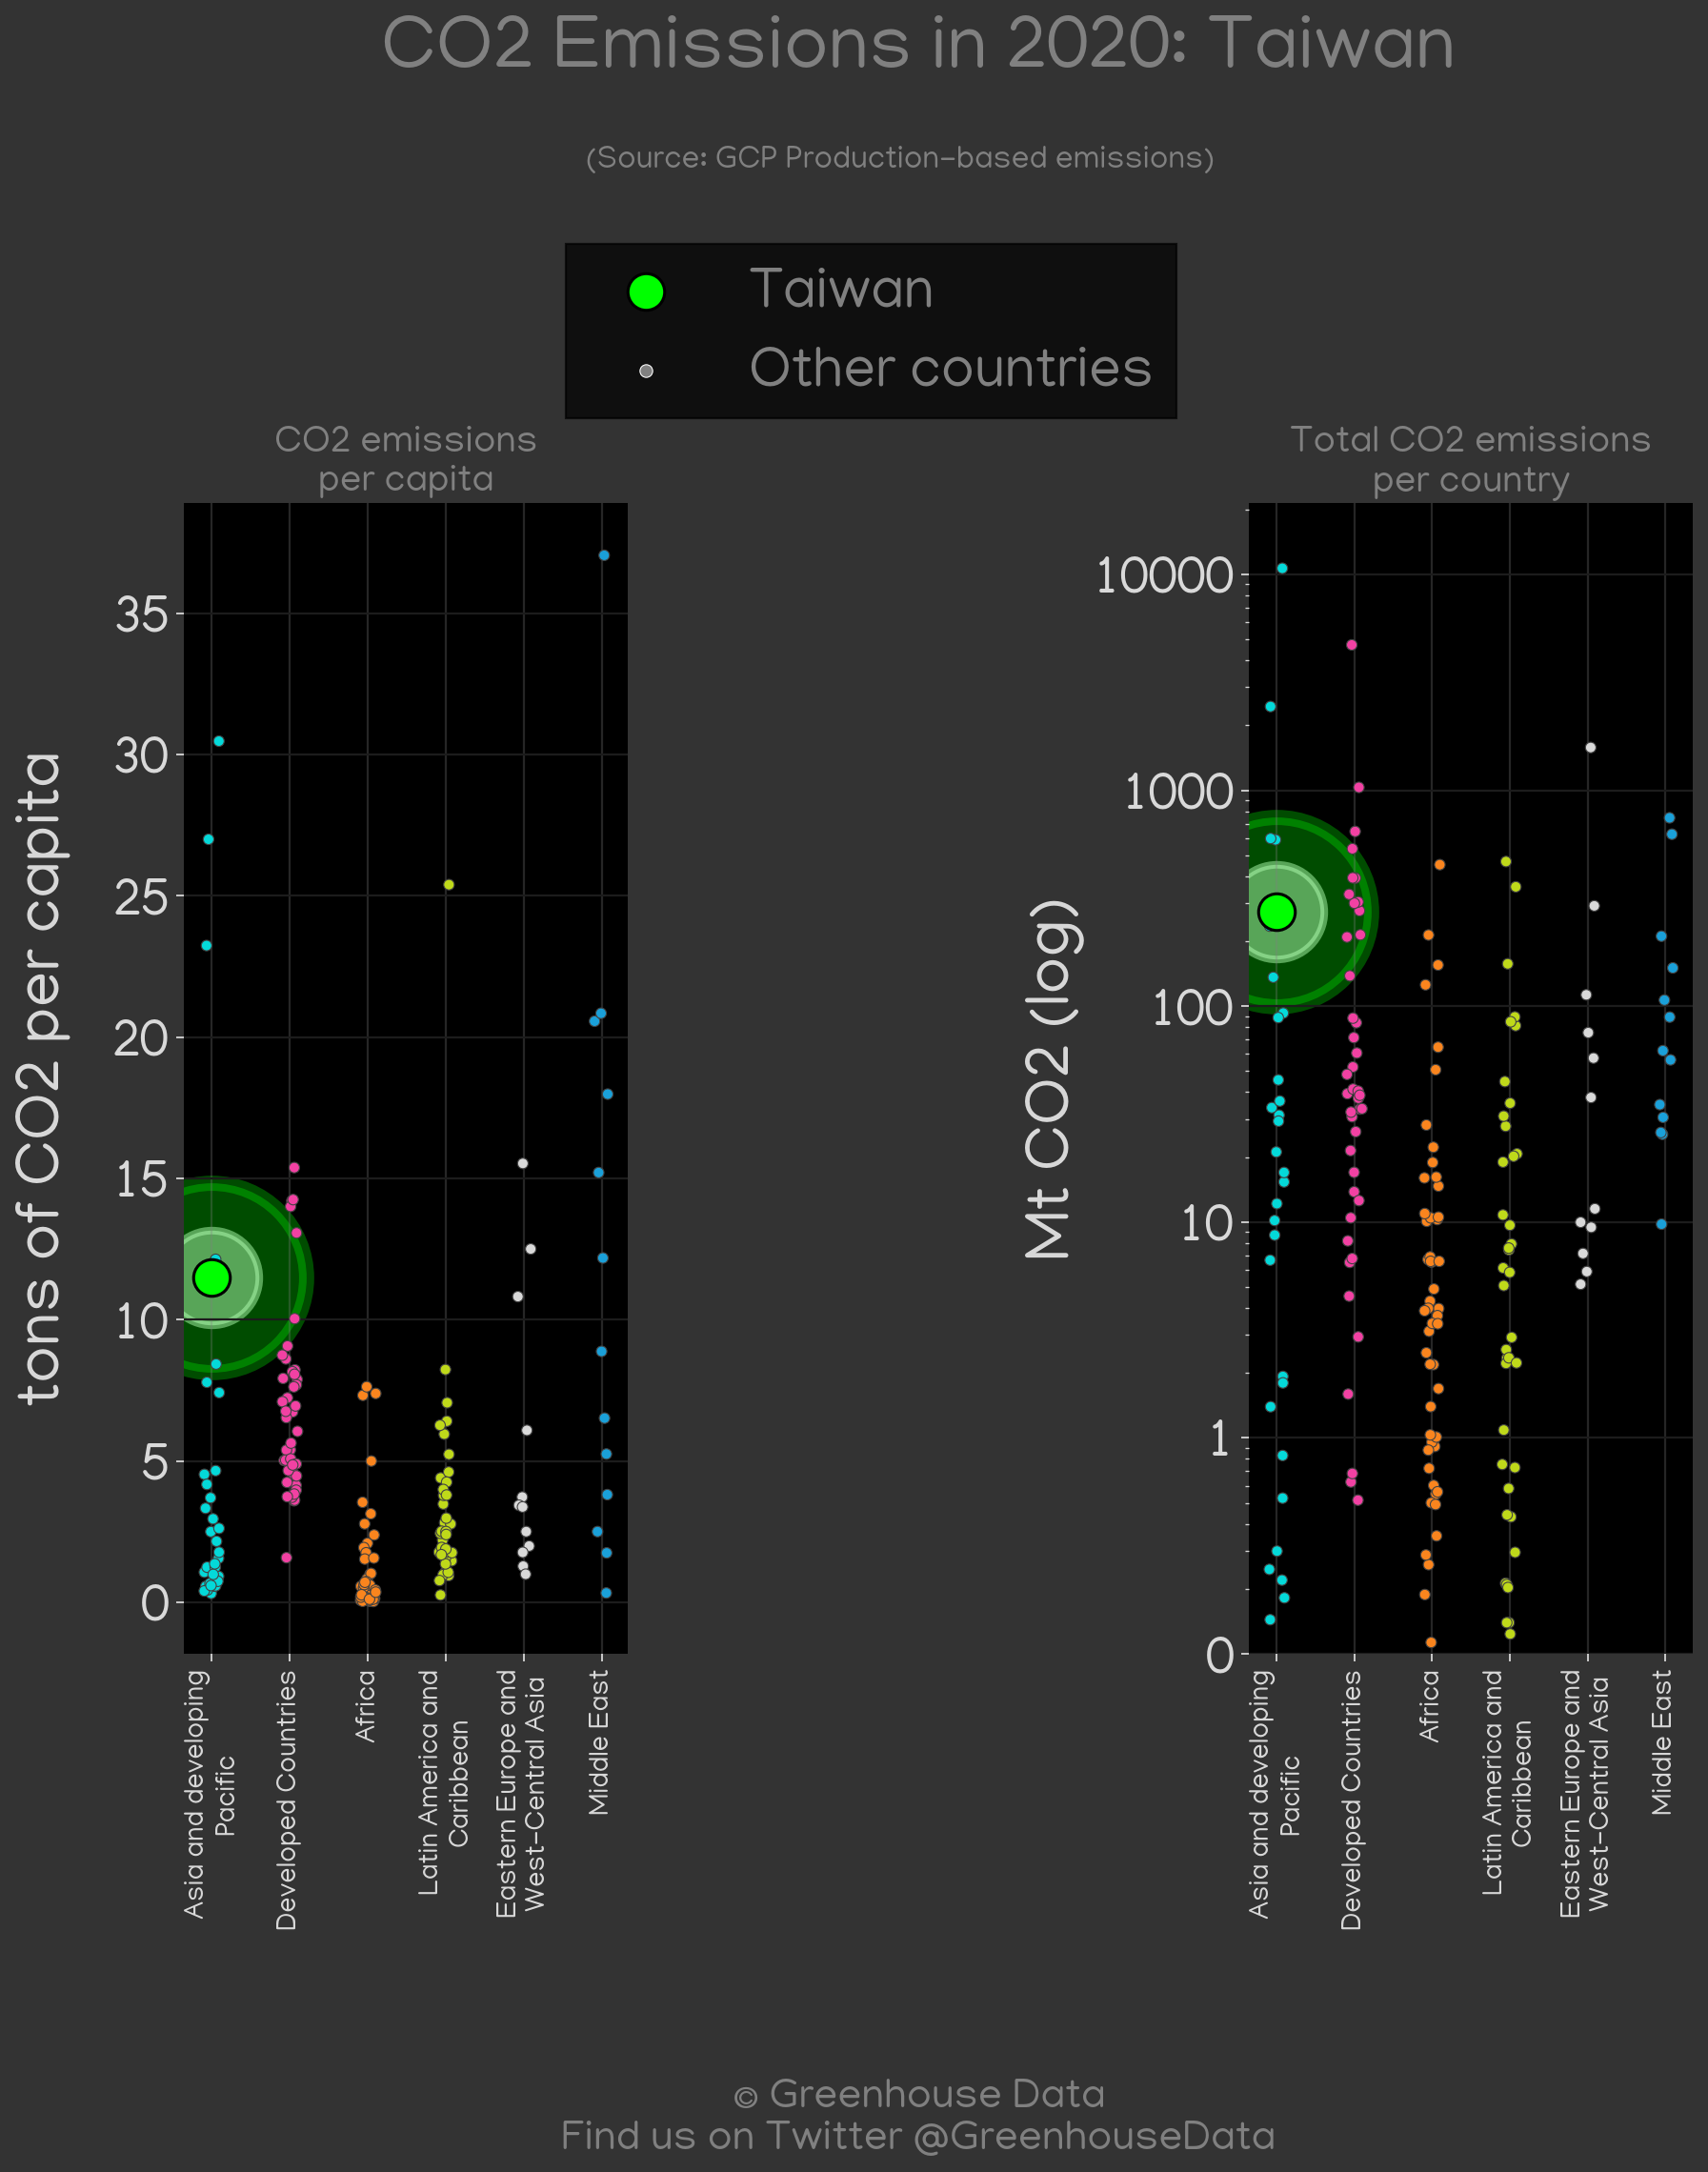 CO2 Emissions in 2020: Taiwan
(Source: GCP Production-based emissions)
Taiwan
Other countries
CO2 emissions
per capita
tons of CO2 per capita
35
30
25
20
15
10
5
0
Asia and developing
Pacific
Developed Countries
Africa
Latin America and
Caribbean
Eastern Europe and
West-Central Asia
Middle East
Total CO2 emissions
per country
Mt CO2 (log)
10000
1000
100
10
1
0
Asia and developing
Pacific
Developed Countries
Africa
Latin America and
Caribbean
Eastern Europe and
West-Central Asia
Middle East
© Greenhouse Data
Find us on Twitter @GreenhouseData